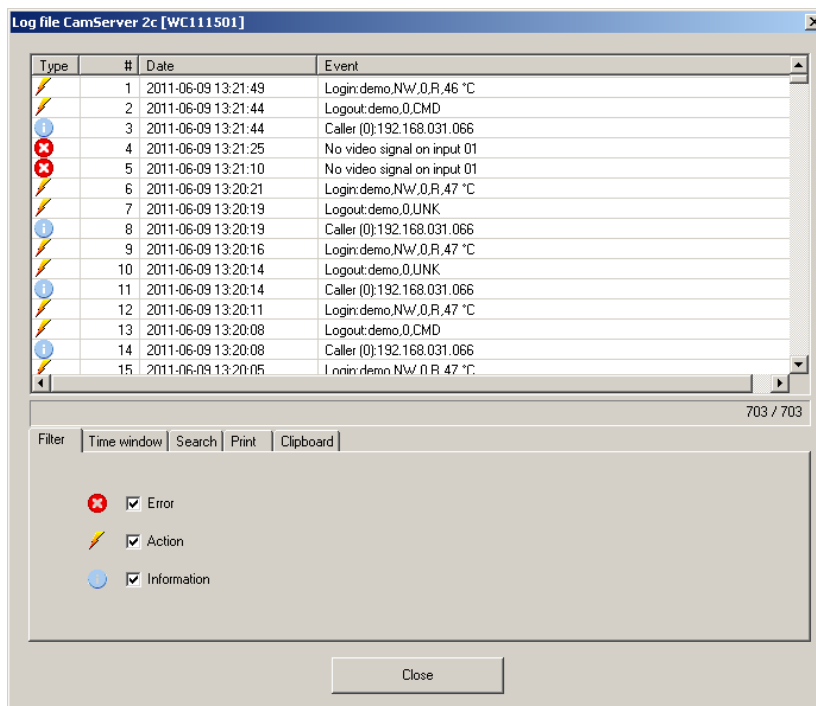 Log file CamServer 2c [WC111501]
Type # Date Event
1 2011-06-09 13:21:49 Login:demo,NW,0,R,46 °C
2 2011-06-09 13:21:44 Logout:demo,0,CMD
3 2011-06-09 13:21:44 Caller (0):192.168.031.066
4 2011-06-09 13:21:25 No video signal on input 01
5 2011-06-09 13:21:10 No video signal on input 01
6 2011-06-09 13:20:21 Login:demo,NW,0,R,47 °C
7 2011-06-09 13:20:19 Logout:demo,0,UNK
8 2011-06-09 13:20:19 Caller (0):192.168.031.066
9 2011-06-09 13:20:16 Login:demo,NW,0,R,47 °C
10 2011-06-09 13:20:14 Logout:demo,0,UNK
11 2011-06-09 13:20:14 Caller (0):192.168.031.066
12 2011-06-09 13:20:11 Login:demo,NW,0,R,47 °C
13 2011-06-09 13:20:08 Logout:demo,0,CMD
14 2011-06-09 13:20:08 Caller (0):192.168.031.066
15 2011-06-09 13:20:05 Login:demo,NW,0,R,47 °C
703 / 703
Filter Time window Search Print Clipboard
Error
Action
Information
Close